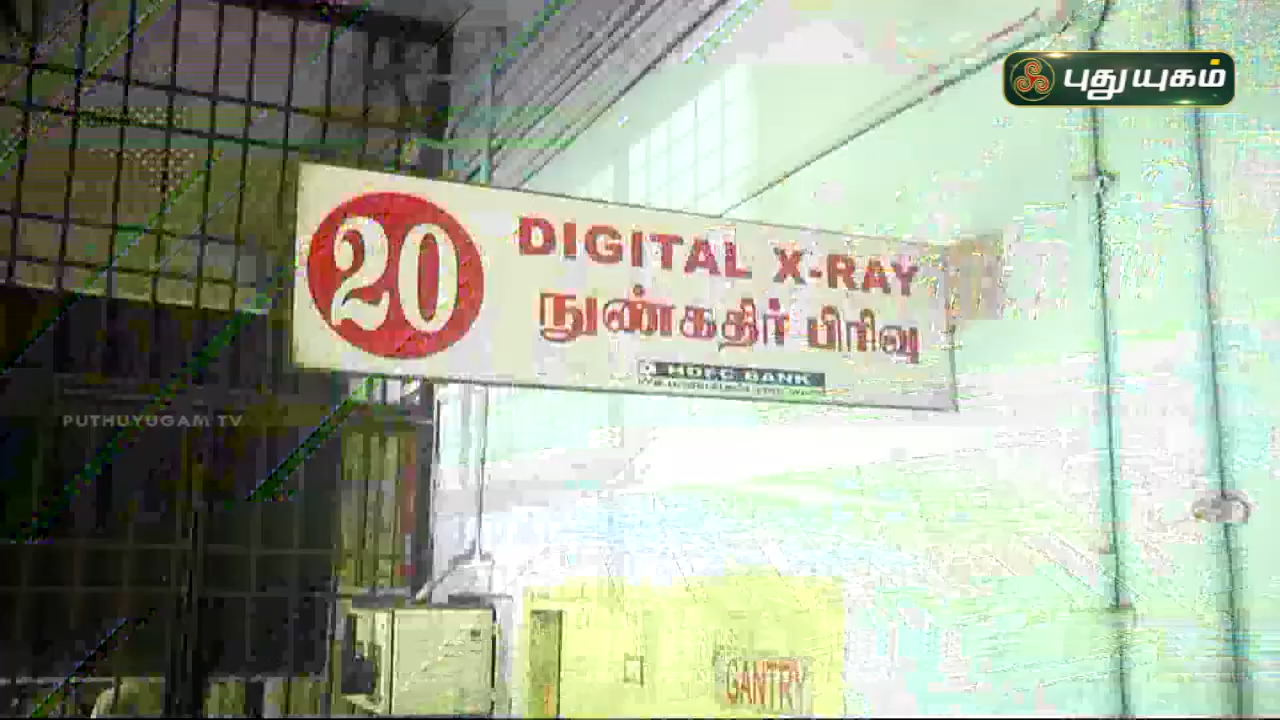 புதுயுகம்
20
DIGITAL X-RAY
நுண்கதிர் பிரிவு
HDFC BANK
PUTHUYUGAM TV
GANTRY